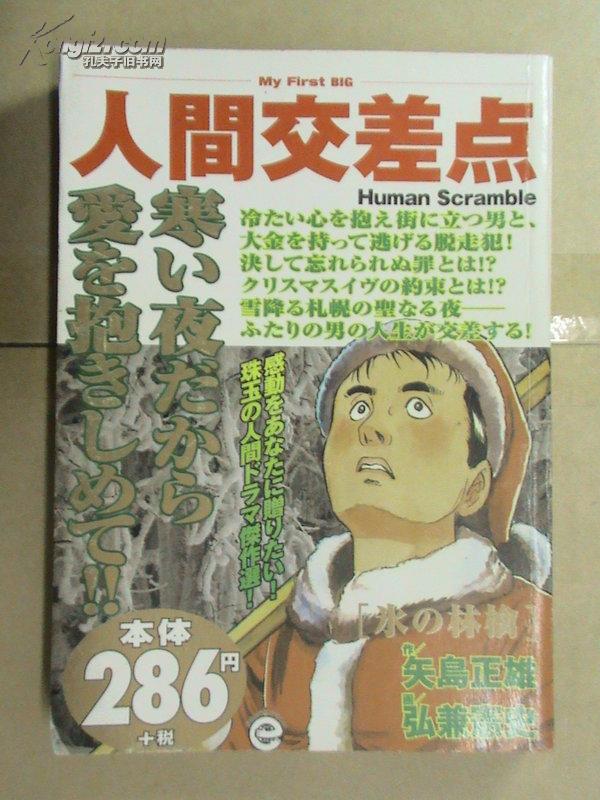 Kongfz.com
孔夫子旧书网
My First BIG
人間交差点
Human Scramble
寒い夜だから
愛を抱きしめて!!
冷たい心を抱え街に立つ男と、
大金を持って逃げる脱走犯!
決して忘れられぬ罪とは!?
クリスマスイヴの約束とは!?
雪降る札幌の聖なる夜——
ふたりの男の人生が交差する!
感動をあなたに贈りたい!
珠玉の人間ドラマ傑作選!
[氷の林檎]
作/矢島正雄
弘兼憲史
本体
286円
+税
e